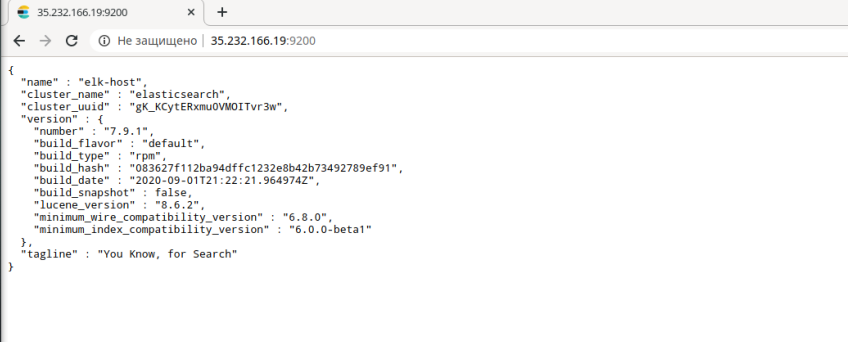 35.232.166.19:9200
Не защищено | 35.232.166.19:9200
{
  "name" : "elk-host",
  "cluster_name" : "elasticsearch",
  "cluster_uuid" : "gK_KCytERxmu0VMOITvr3w",
  "version" : {
    "number" : "7.9.1",
    "build_flavor" : "default",
    "build_type" : "rpm",
    "build_hash" : "083627f112ba94dffc1232e8b42b73492789ef91",
    "build_date" : "2020-09-01T21:22:21.964974Z",
    "build_snapshot" : false,
    "lucene_version" : "8.6.2",
    "minimum_wire_compatibility_version" : "6.8.0",
    "minimum_index_compatibility_version" : "6.0.0-beta1"
  },
  "tagline" : "You Know, for Search"
}